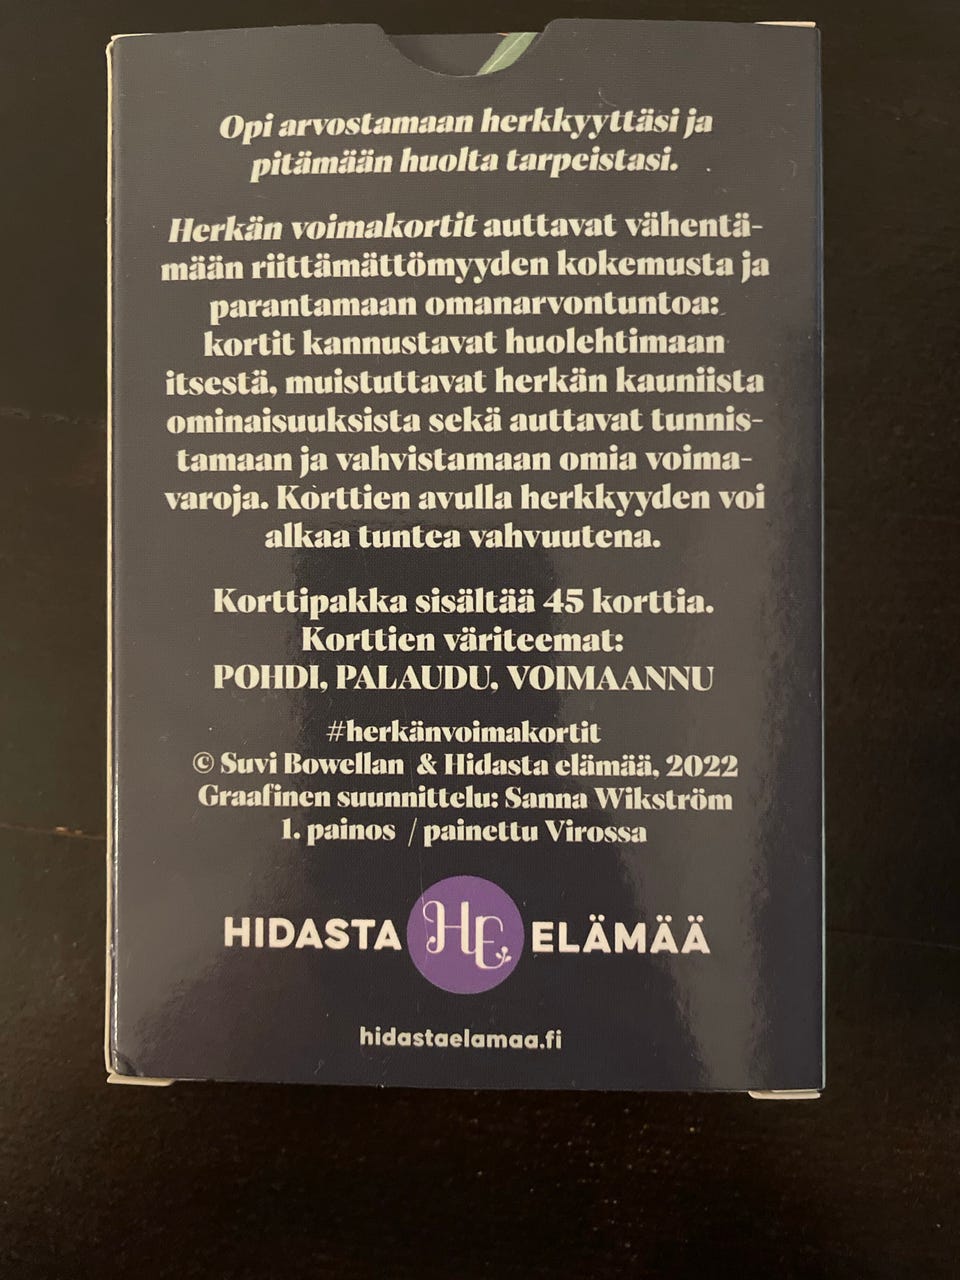 Opi arvostamaan herkkyyttäsi ja
pitämään huolta tarpeistasi.
Herkän voimakortit auttavat vähentä-
mään riittämättömyyden kokemusta ja
parantamaan omanarvontuntoa:
kortit kannustavat huolehtimaan
itsestä, muistuttavat herkän kauniista
ominaisuuksista sekä auttavat tunnis-
tamaan ja vahvistamaan omia voima-
varoja. Korttien avulla herkkyyden voi
alkaa tuntea vahvuutena.
Korttipakka sisältää 45 korttia.
Korttien väriteemat:
POHDI, PALAUDU, VOIMAANNU
#herkänvoimakortit
© Suvi Bowellan & Hidasta elämää, 2022
Graafinen suunnittelu: Sanna Wikström
1. painos / painettu Virossa
HIDASTA HE ELÄMÄÄ
hidastaelamaa.fi